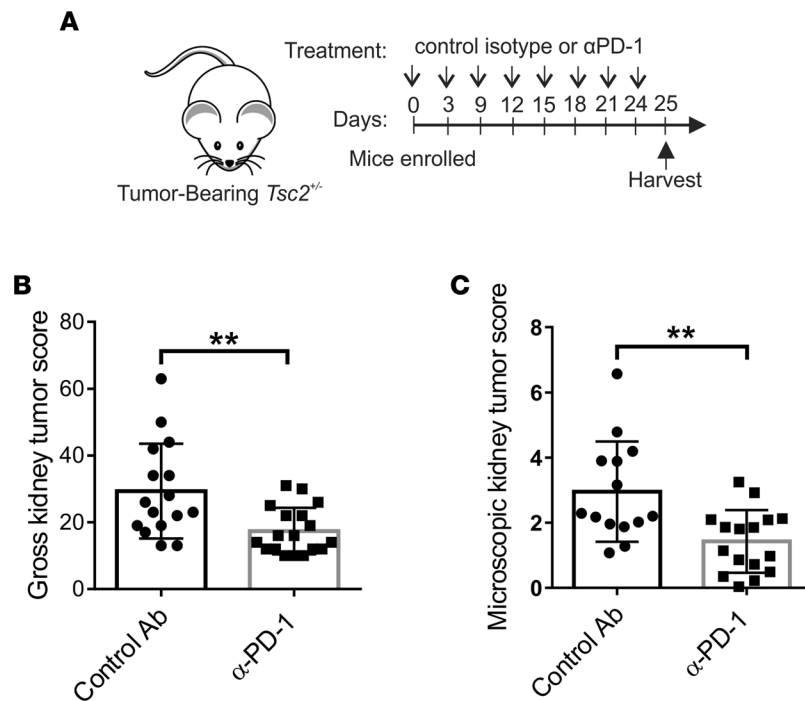 A
Treatment: control isotype or αPD-1
Days: 0 3 9 12 15 18 21 24 25
Mice enrolled
Harvest
Tumor-Bearing Tsc2+/-
B
Gross kidney tumor score
80
60
40
20
0
**
Control Ab
α-PD-1
C
Microscopic kidney tumor score
8
6
4
2
0
**
Control Ab
α-PD-1